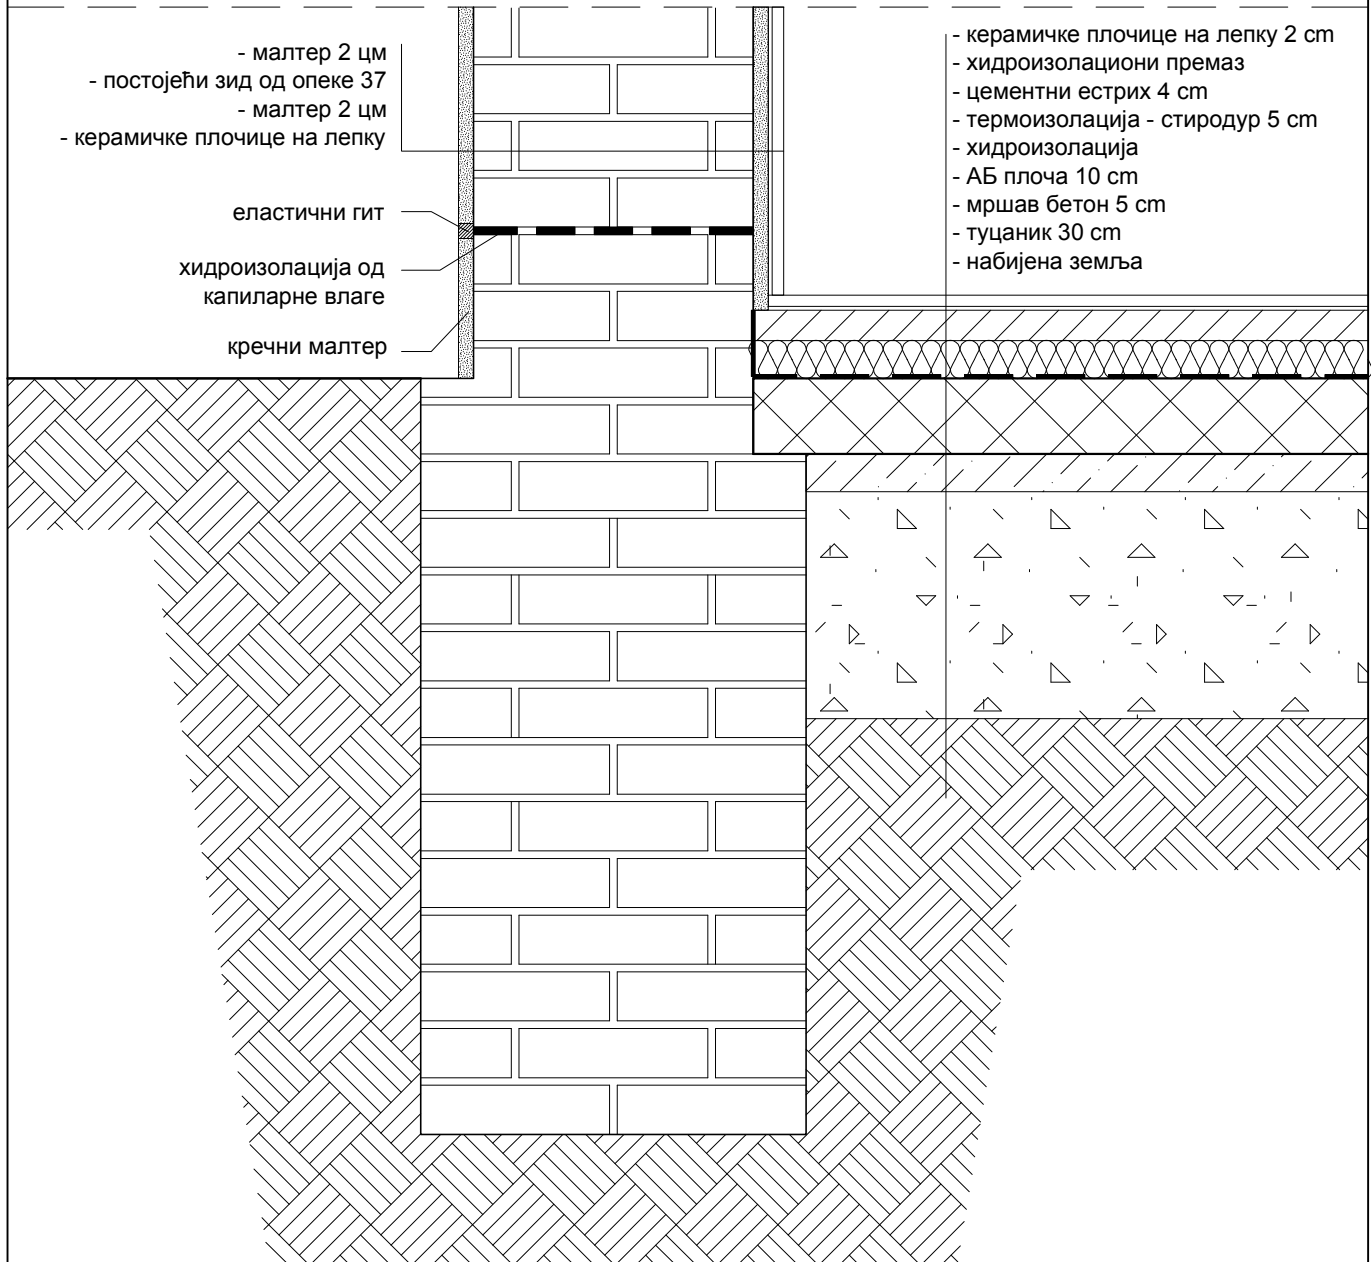 - малтер 2 цм
- постојећи зид од опеке 37
- малтер 2 цм
- керамичке плочице на лепку
еластични гит
хидроизолација од
капиларне влаге
кречни малтер
- керамичке плочице на лепку 2 cm
- хидроизолациони премаз
- цементни естрих 4 cm
- термоизолација - стиродур 5 cm
- хидроизолација
- АБ плоча 10 cm
- мршав бетон 5 cm
- туцаник 30 cm
- набијена земља